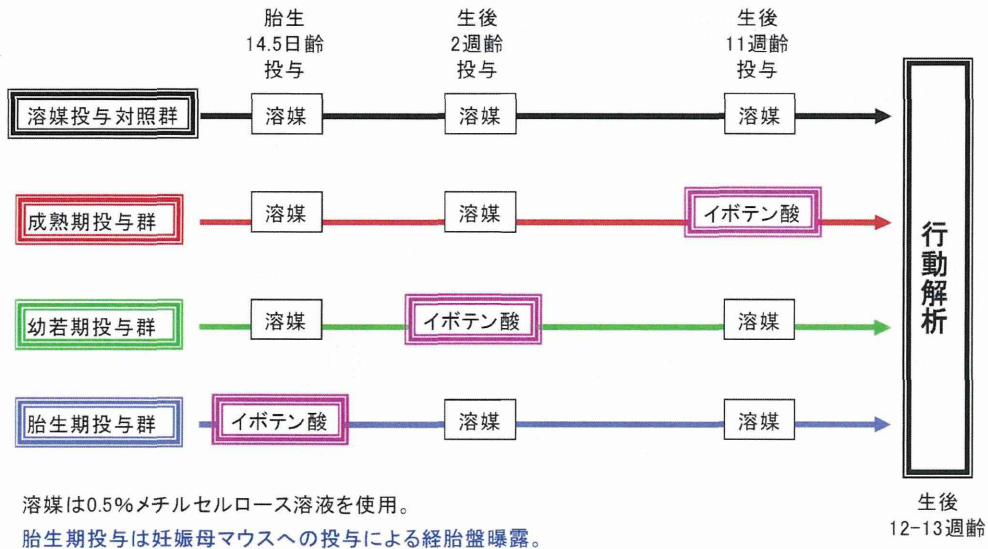 胎生
14.5日齢
投与
生後
2週齢
投与
生後
11週齢
投与
溶媒投与対照群
溶媒
溶媒
溶媒
成熟期投与群
溶媒
溶媒
イボテン酸
幼若期投与群
溶媒
イボテン酸
溶媒
胎生期投与群
イボテン酸
溶媒
溶媒
行動解析
生後
12-13週齢
溶媒は0.5%メチルセルロース溶液を使用。
胎生期投与は妊娠母マウスへの投与による経胎盤曝露。